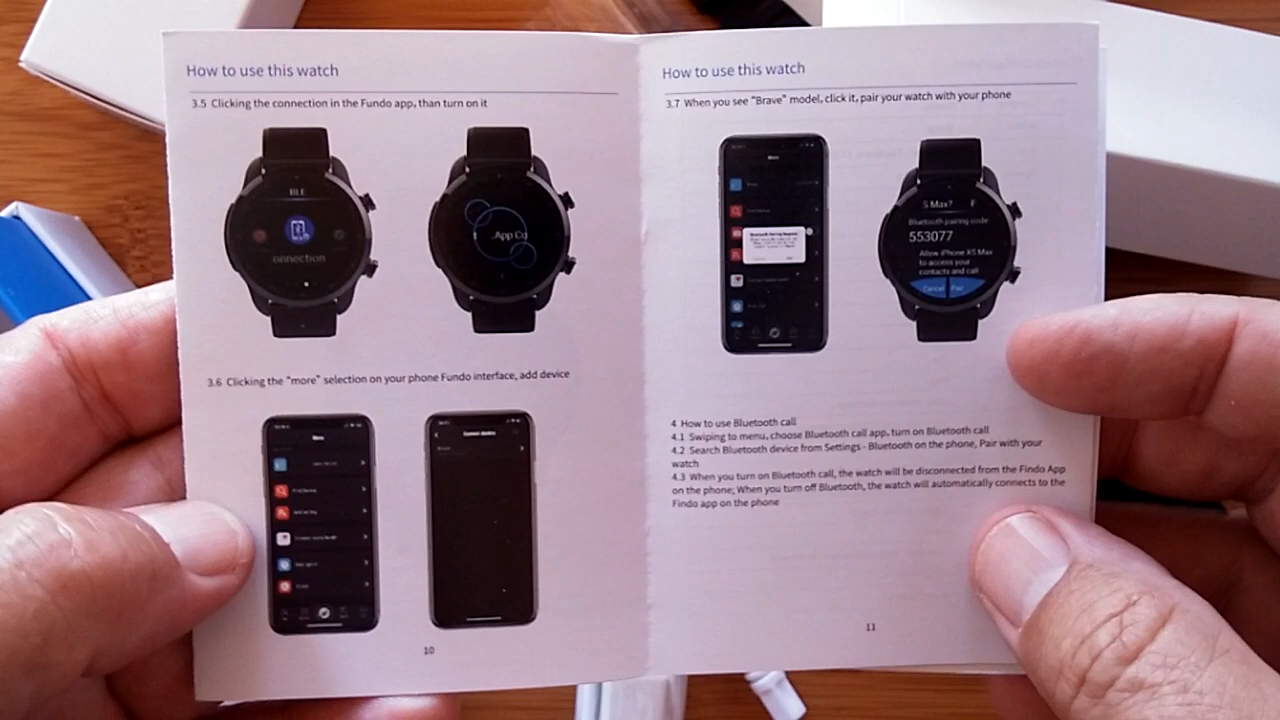 How to use this watch
3.5 Clicking the connection in the Fundo app, than turn on it
BLE
onnection
.App Co
3.6 Clicking the "more" selection on your phone Fundo interface, add device
More
10
How to use this watch
3.7 When you see "Brave" model, click it, pair your watch with your phone
S Max? F
Bluetooth pairing code
553077
Allow iPhone XS Max
to access your
contacts and call
Cancel Pair
4 How to use Bluetooth call
4.1 Swiping to menu, choose Bluetooth call app, turn on Bluetooth call
4.2 Search Bluetooth device from Settings - Bluetooth on the phone, Pair with your
watch
4.3 When you turn on Bluetooth call, the watch will be disconnected from the Findo App
on the phone; When you turn off Bluetooth, the watch will automatically connects to the
Findo app on the phone
11